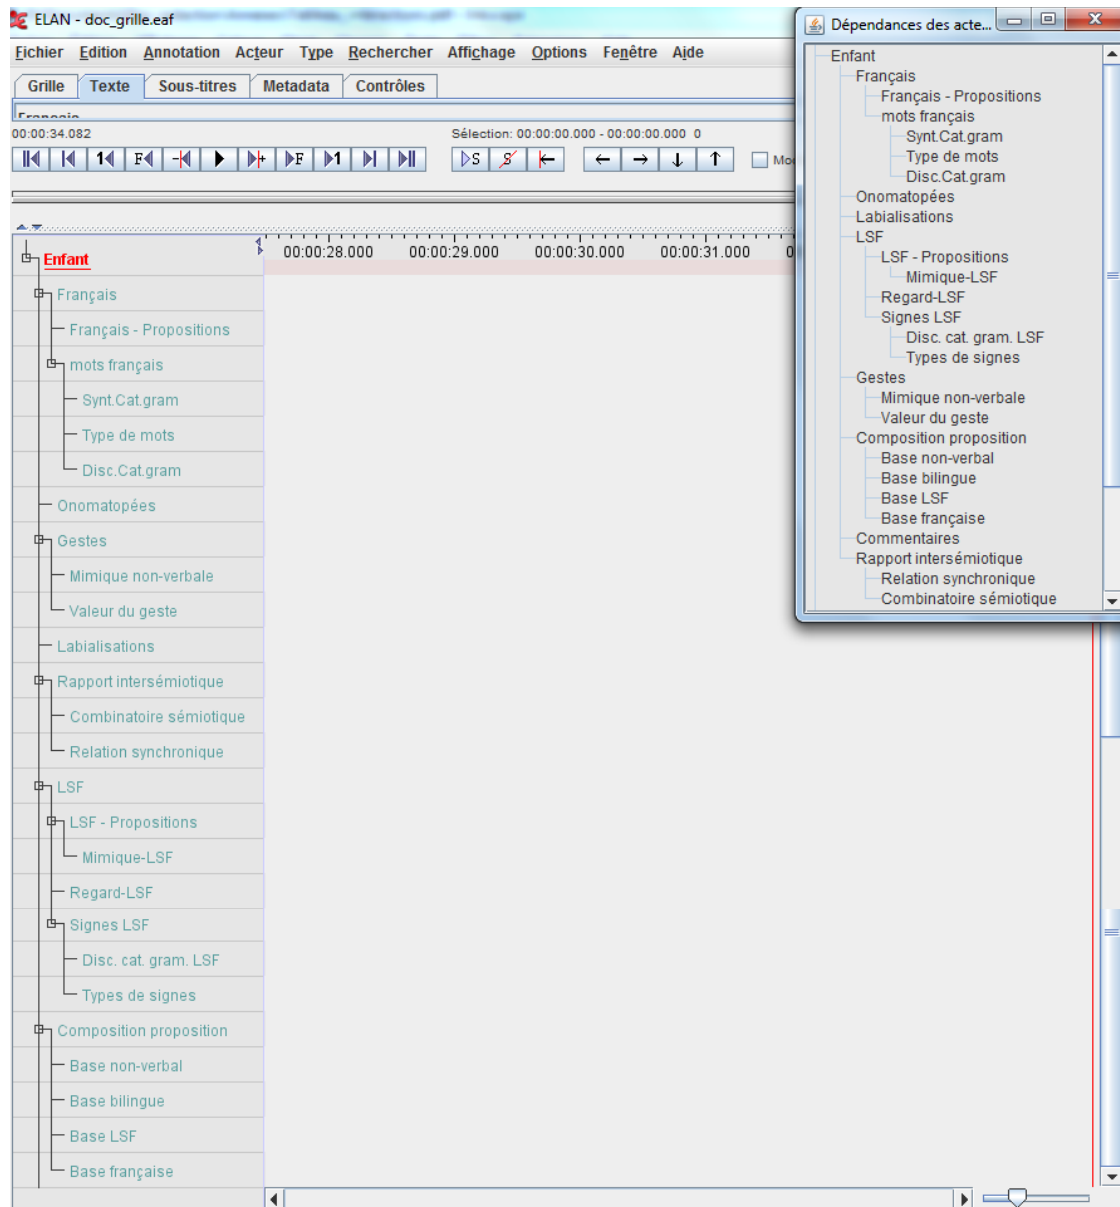 ELAN - doc_grille.eaf
Fichier Edition Annotation Acteur Type Rechercher Affichage Options Fenêtre Aide
Grille Texte Sous-titres Metadata Contrôles
Français
00:00:34.082 Sélection: 00:00:00.000 - 00:00:00.000 0
1 F + F 1 S S
00:00:28.000 00:00:29.000 00:00:30.000 00:00:31.000 0
Enfant
Français
Français - Propositions
mots français
Synt.Cat.gram
Type de mots
Disc.Cat.gram
Onomatopées
Gestes
Mimique non-verbale
Valeur du geste
Labialisations
Rapport intersémiotique
Combinatoire sémiotique
Relation synchronique
LSF
LSF - Propositions
Mimique-LSF
Regard-LSF
Signes LSF
Disc. cat. gram. LSF
Types de signes
Composition proposition
Base non-verbal
Base bilingue
Base LSF
Base française
Dépendances des acte...
Enfant
Français
Français - Propositions
mots français
Synt.Cat.gram
Type de mots
Disc.Cat.gram
Onomatopées
Labialisations
LSF
LSF - Propositions
Mimique-LSF
Regard-LSF
Signes LSF
Disc. cat. gram. LSF
Types de signes
Gestes
Mimique non-verbale
Valeur du geste
Composition proposition
Base non-verbal
Base bilingue
Base LSF
Base française
Commentaires
Rapport intersémiotique
Relation synchronique
Combinatoire sémiotique